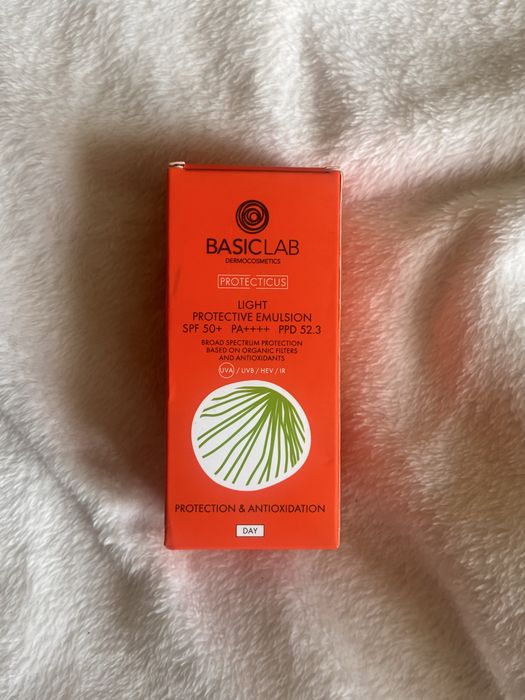 BASICLAB
DERMOCOSMETICS
PROTECTICUS
LIGHT
PROTECTIVE EMULSION
SPF 50+ PA++++ PPD 52.3
BROAD SPECTRUM PROTECTION
BASED ON ORGANIC FILTERS
AND ANTIOXIDANTS
UVA / UVB / HEV / IR
PROTECTION & ANTIOXIDATION
DAY